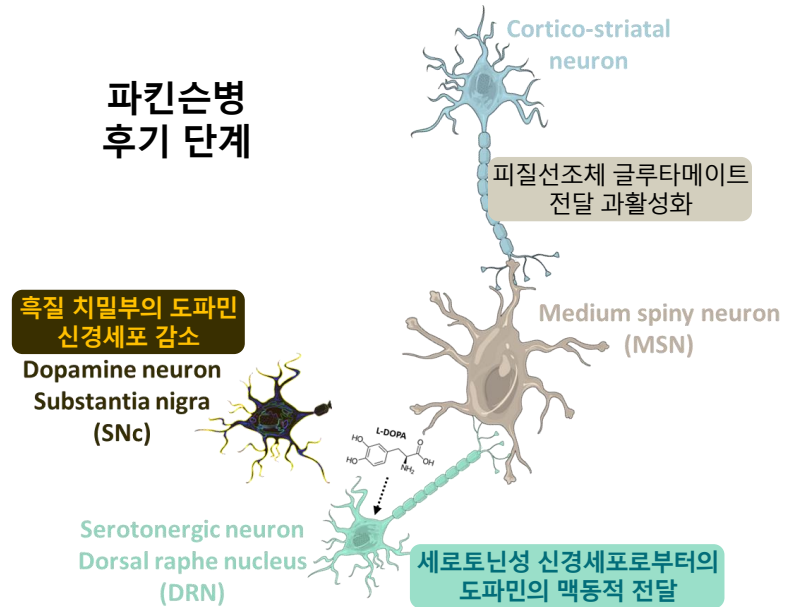 Cortico-striatal
neuron
파킨슨병
후기 단계
피질선조체 글루타메이트
전달 과활성화
흑질 치밀부의 도파민
신경세포 감소
Medium spiny neuron
(MSN)
Dopamine neuron
Substantia nigra
(SNc)
L-DOPA
HO
O
HO
OH
NH2
Serotonergic neuron
Dorsal raphe nucleus
(DRN)
세로토닌성 신경세포로부터의
도파민의 맥동적 전달